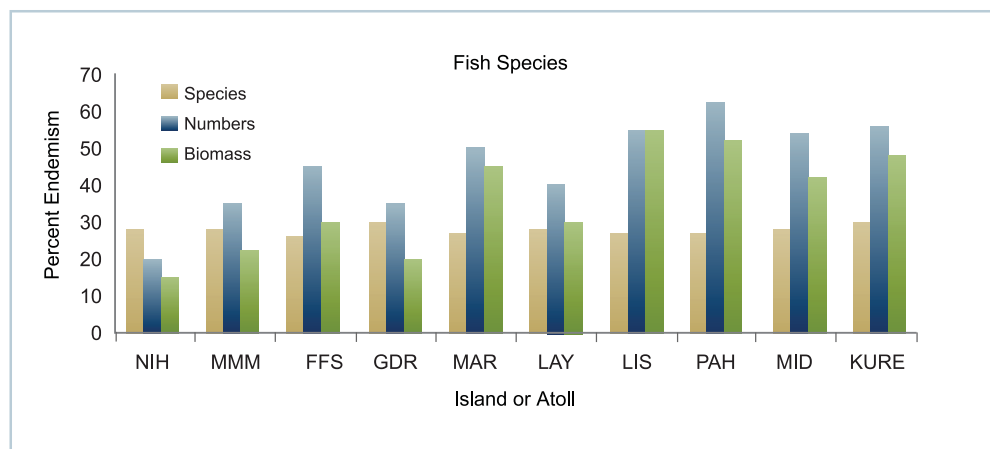 Fish Species
Percent Endemism
70
60
50
40
30
20
10
0
Species
Numbers
Biomass
NIH MMM FFS GDR MAR LAY LIS PAH MID KURE
Island or Atoll